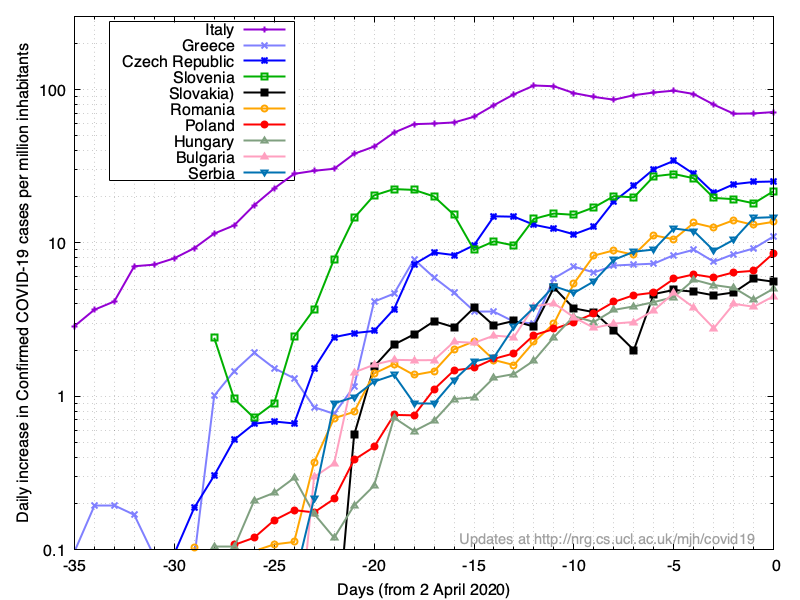 Daily increase in Confirmed COVID-19 cases per million inhabitants
Italy
Greece
Czech Republic
Slovenia
Slovakia)
Romania
Poland
Hungary
Bulgaria
Serbia
100
10
1
0.1
-35 -30 -25 -20 -15 -10 -5 0
Updates at http://nrg.cs.ucl.ac.uk/mjh/covid19
Days (from 2 April 2020)